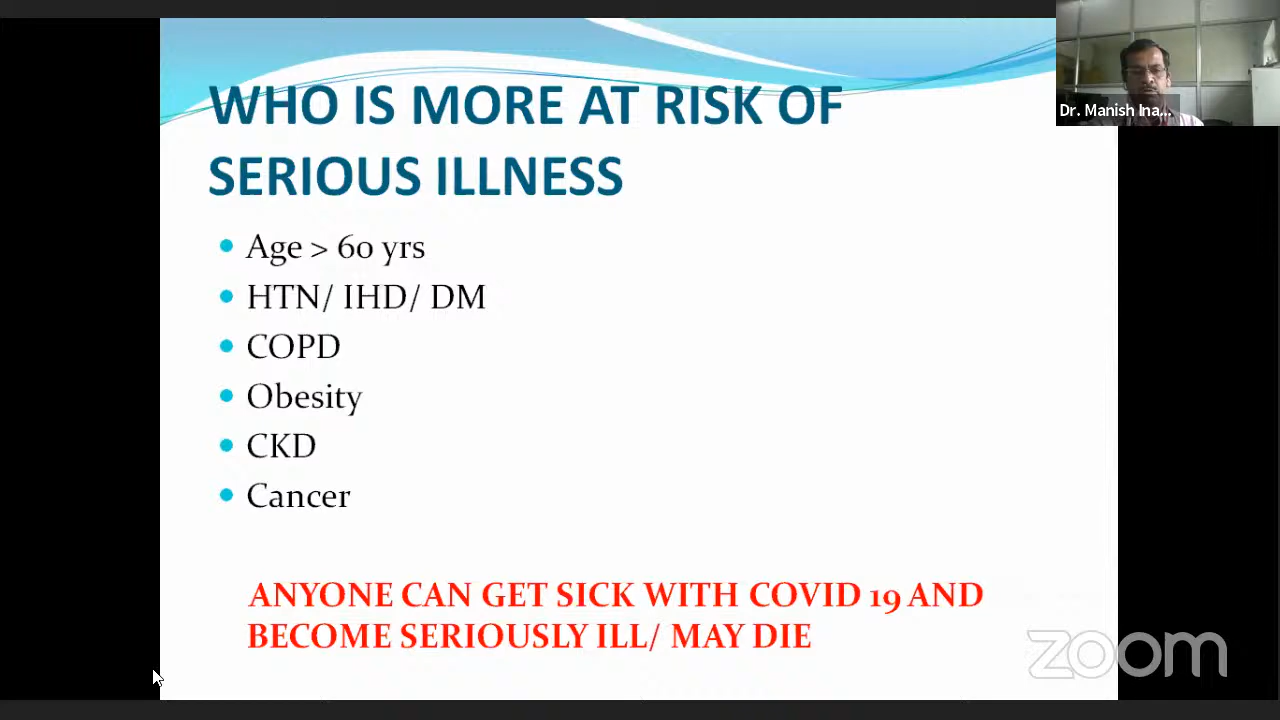 WHO IS MORE AT RISK OF
SERIOUS ILLNESS
Age > 60 yrs
HTN/ IHD/ DM
COPD
Obesity
CKD
Cancer
ANYONE CAN GET SICK WITH COVID 19 AND
BECOME SERIOUSLY ILL/ MAY DIE
Dr. Manish Ina...
zoom